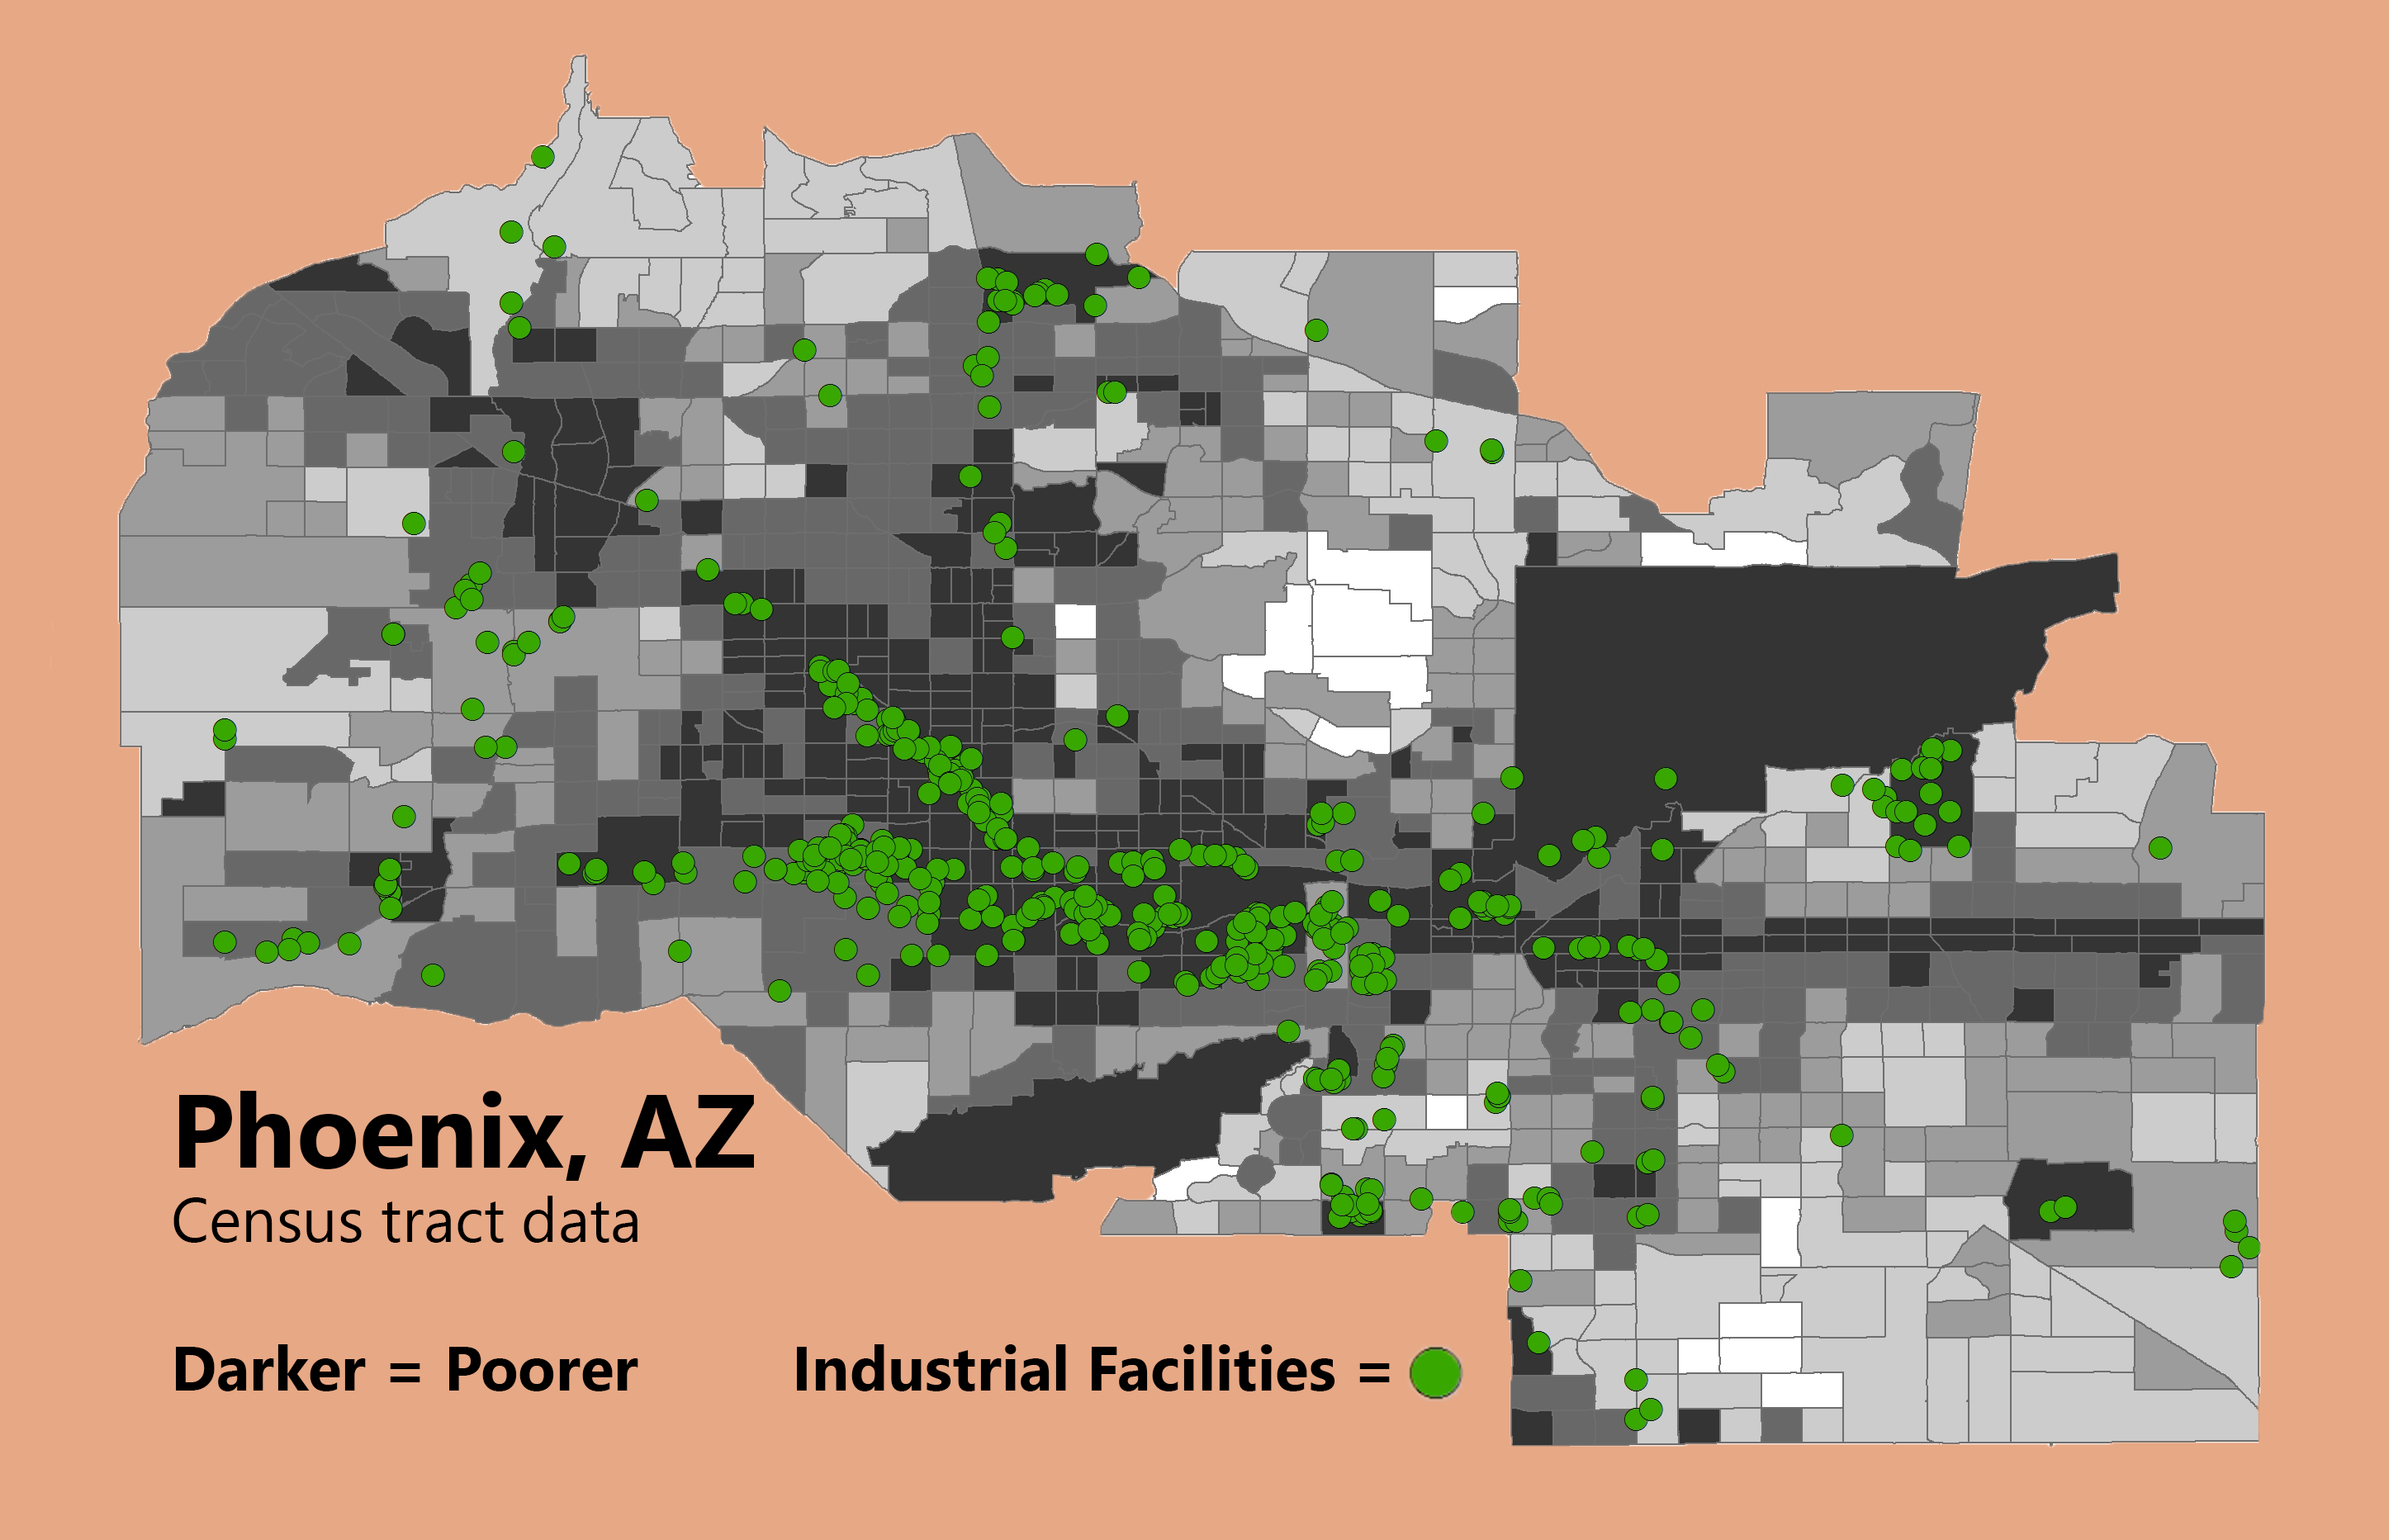 Phoenix, AZ
Census tract data
Darker = Poorer
Industrial Facilities =